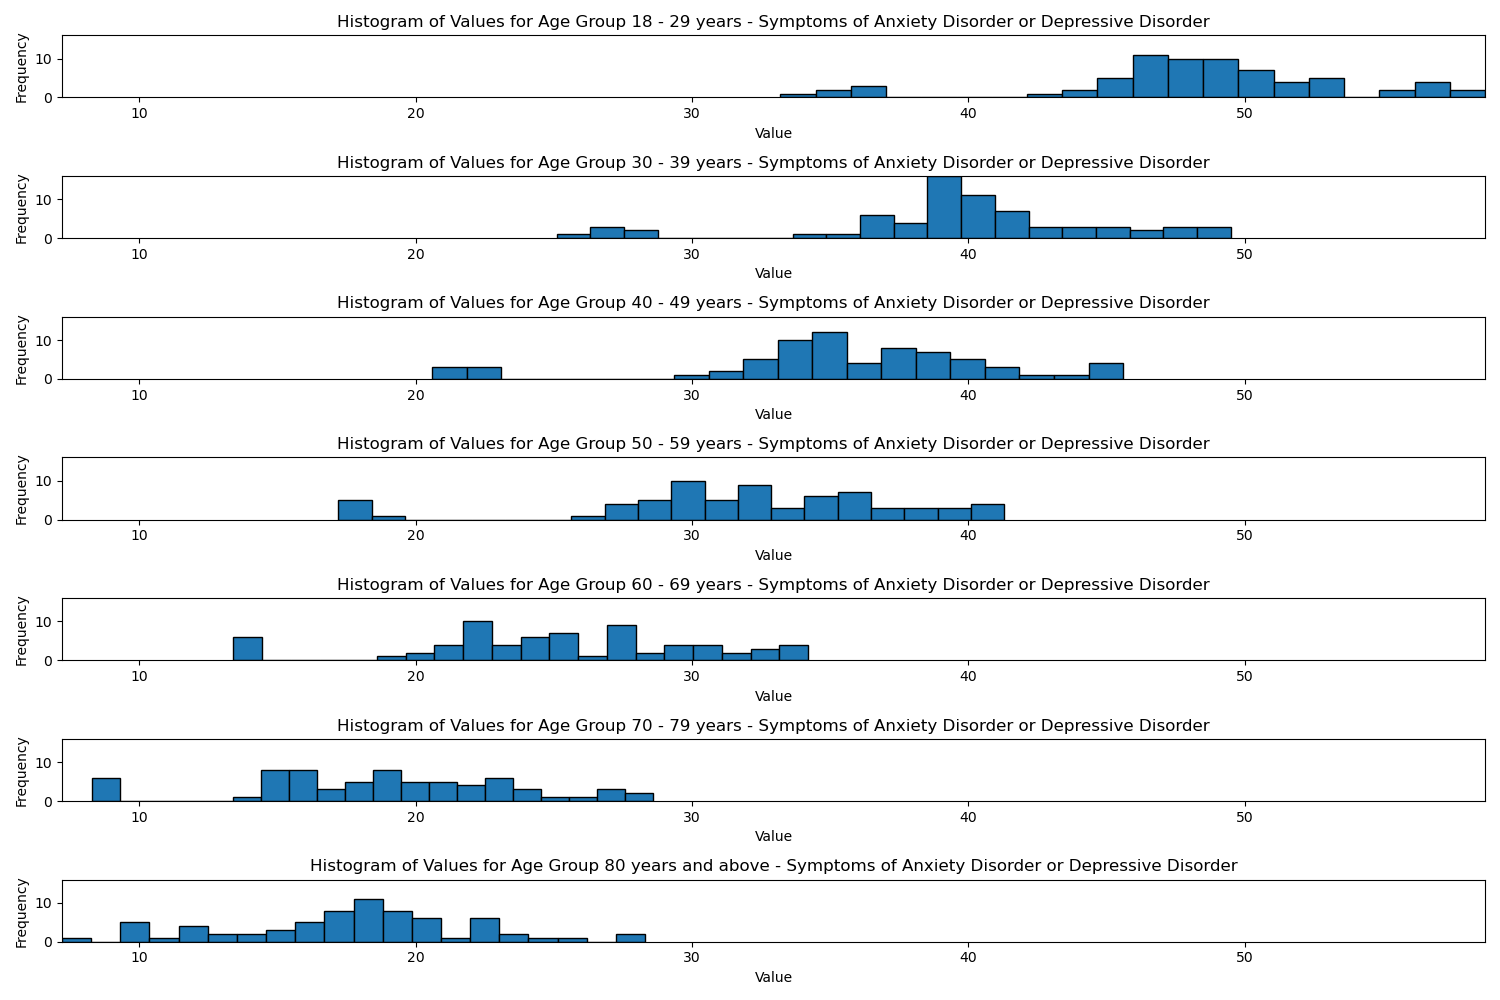 Histogram of Values for Age Group 18 - 29 years - Symptoms of Anxiety Disorder or Depressive Disorder
Frequency
10
0
10 20 30 40 50
Value
Histogram of Values for Age Group 30 - 39 years - Symptoms of Anxiety Disorder or Depressive Disorder
Frequency
10
0
10 20 30 40 50
Value
Histogram of Values for Age Group 40 - 49 years - Symptoms of Anxiety Disorder or Depressive Disorder
Frequency
10
0
10 20 30 40 50
Value
Histogram of Values for Age Group 50 - 59 years - Symptoms of Anxiety Disorder or Depressive Disorder
Frequency
10
0
10 20 30 40 50
Value
Histogram of Values for Age Group 60 - 69 years - Symptoms of Anxiety Disorder or Depressive Disorder
Frequency
10
0
10 20 30 40 50
Value
Histogram of Values for Age Group 70 - 79 years - Symptoms of Anxiety Disorder or Depressive Disorder
Frequency
10
0
10 20 30 40 50
Value
Histogram of Values for Age Group 80 years and above - Symptoms of Anxiety Disorder or Depressive Disorder
Frequency
10
0
10 20 30 40 50
Value